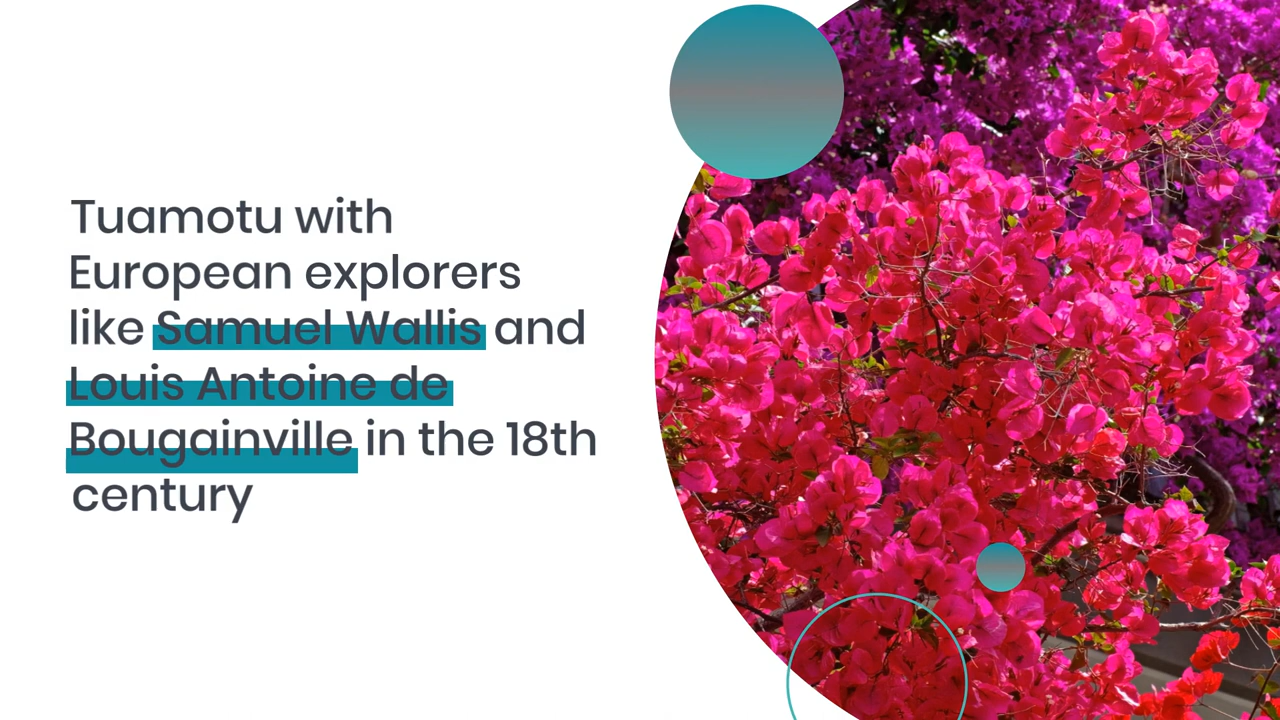 Tuamotu with
European explorers
like Samuel Wallis and
Louis Antoine de
Bougainville in the 18th
century